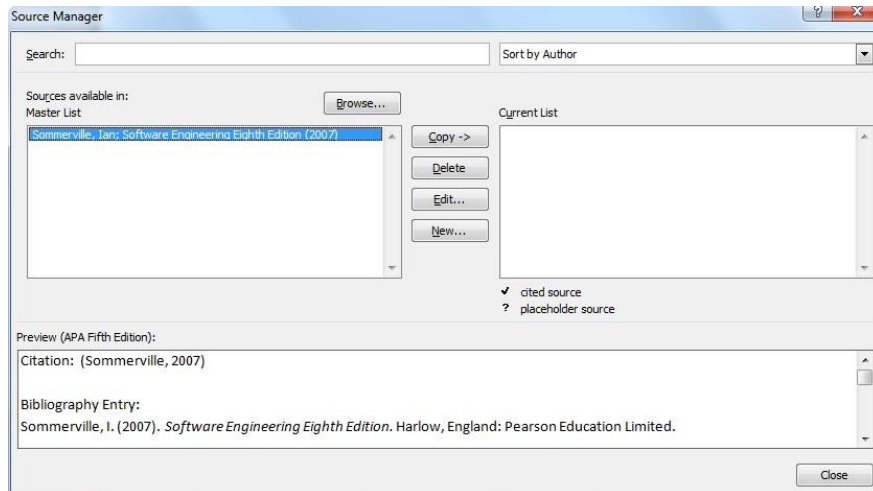 Source Manager
Search:
Sort by Author
Sources available in:
Master List
Browse...
Current List
Sommerville, Ian; Software Engineering Eighth Edition (2007)
Copy ->
Delete
Edit...
New...
✓ cited source
? placeholder source
Preview (APA Fifth Edition):
Citation: (Sommerville, 2007)
Bibliography Entry:
Sommerville, I. (2007). Software Engineering Eighth Edition. Harlow, England: Pearson Education Limited.
Close